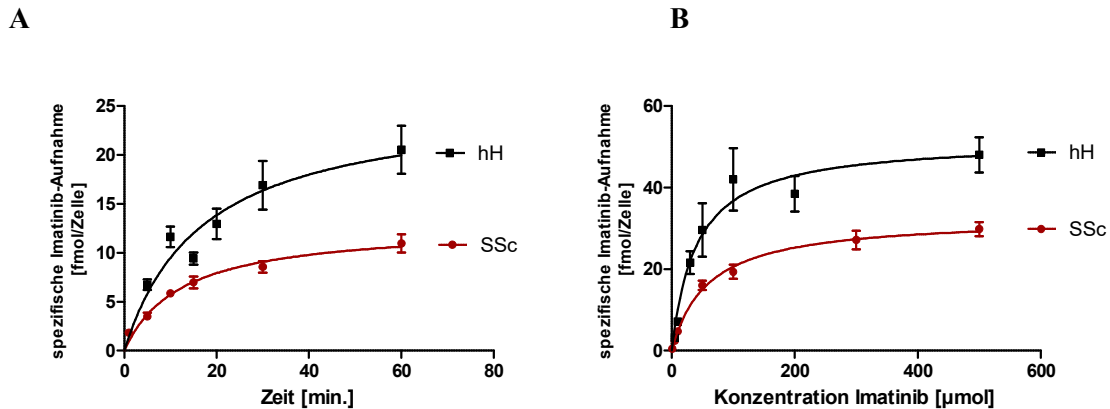 A
B
spezifische Imatinib-Aufnahme
[fmol/Zelle]
25
20
15
10
5
0
0
20
40
60
80
Zeit [min.]
hH
SSc
spezifische Imatinib-Aufnahme
[fmol/Zelle]
60
40
20
0
0
200
400
600
Konzentration Imatinib [µmol]
hH
SSc